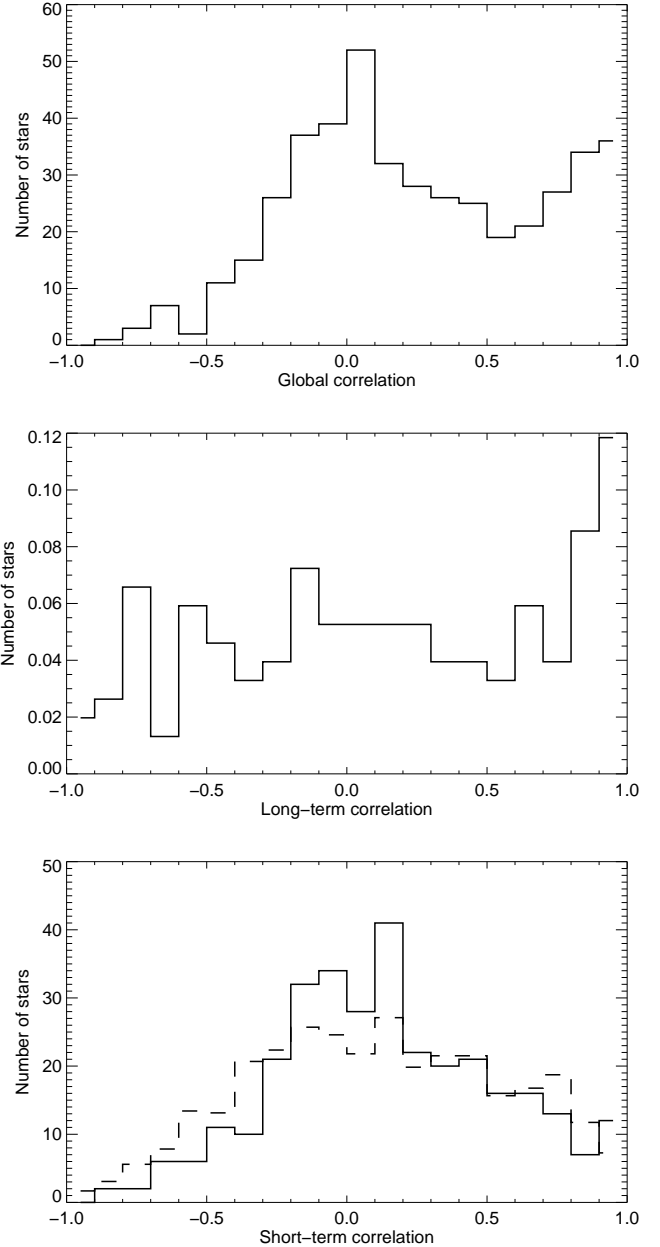 60
50
40
30
20
10
0
Number of stars
−1.0 −0.5 0.0 0.5 1.0
Global correlation
0.12
0.10
0.08
0.06
0.04
0.02
0.00
Number of stars
−1.0 −0.5 0.0 0.5 1.0
Long−term correlation
50
40
30
20
10
0
Number of stars
−1.0 −0.5 0.0 0.5 1.0
Short−term correlation